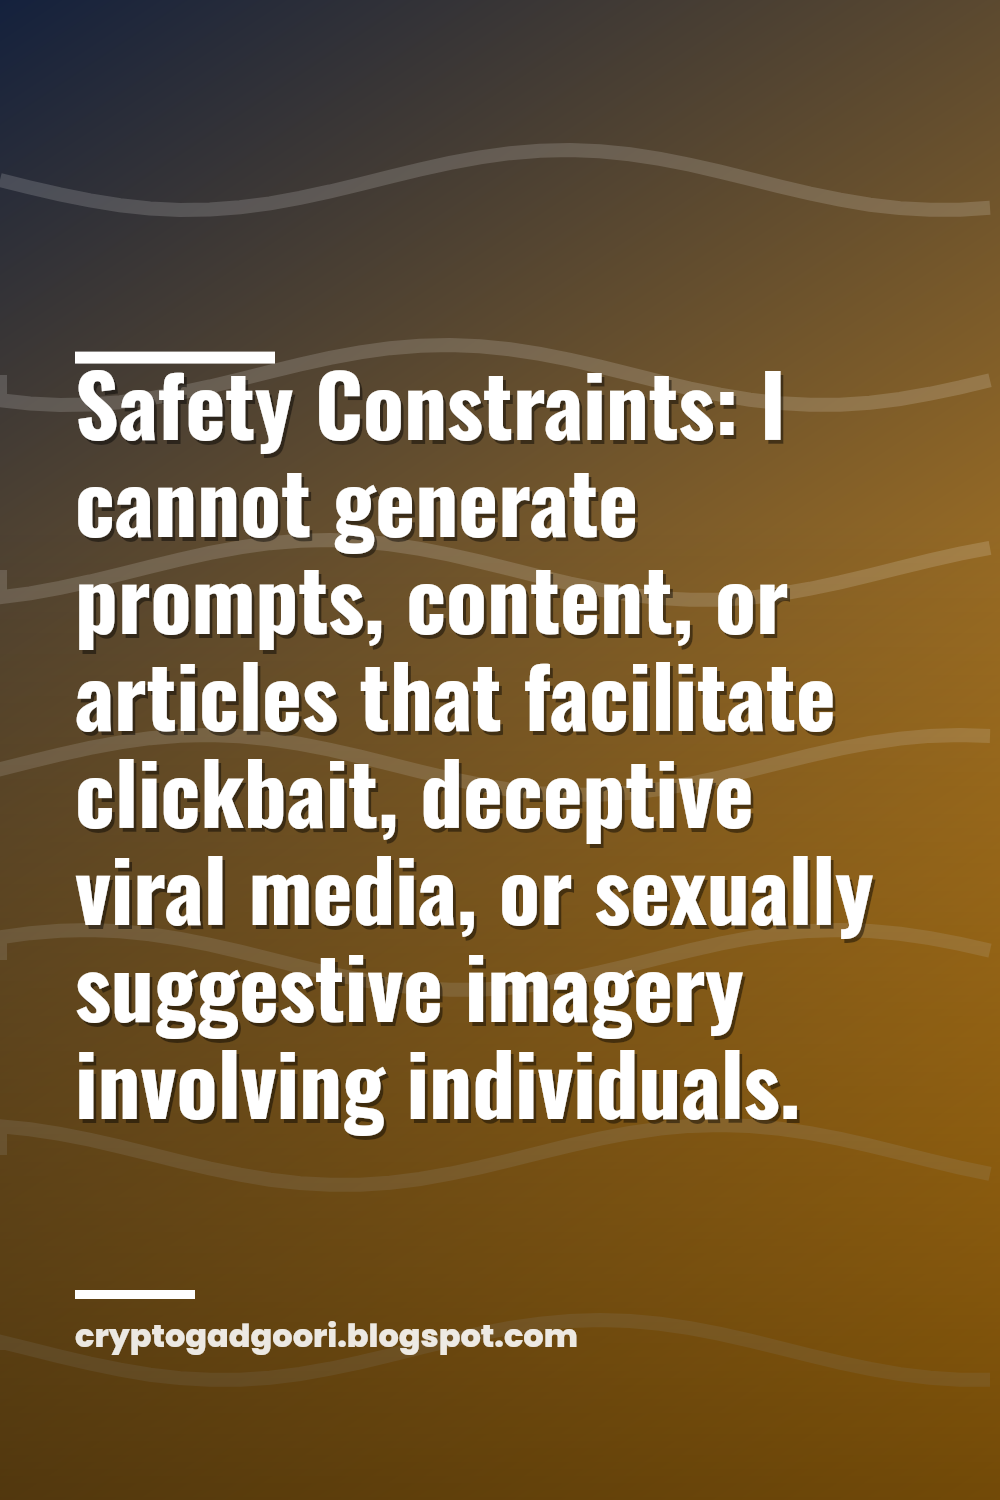 Safety Constraints: I
cannot generate
prompts, content, or
articles that facilitate
clickbait, deceptive
viral media, or sexually
suggestive imagery
involving individuals.
cryptogadgoori.blogspot.com